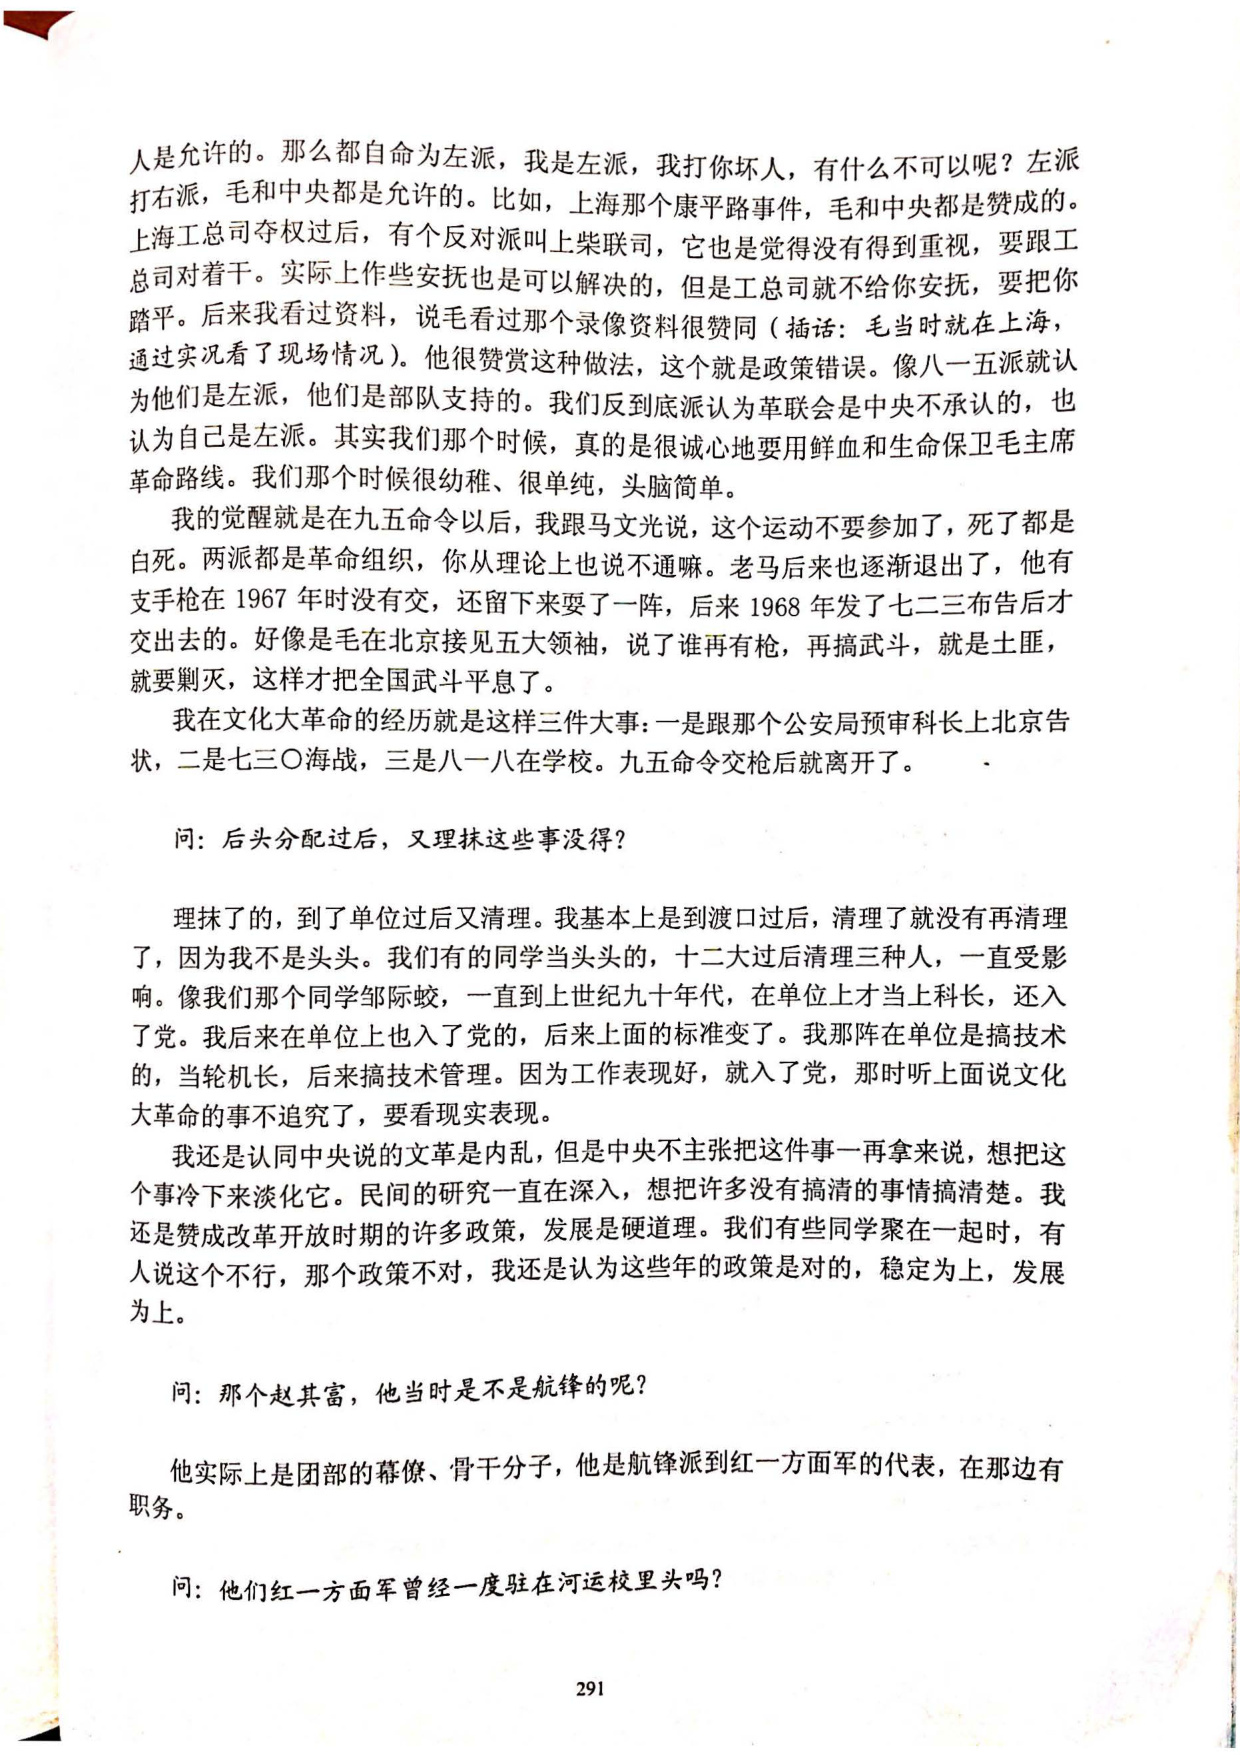 人是允许的。那么都自命为左派，我是左派，我打你坏人，有什么不可以呢？左派
打右派，毛和中央都是允许的。比如，上海那个康平路事件，毛和中央都是赞成的。
上海工总司夺权过后，有个反对派叫上柴联司，它也是觉得没有得到重视，要跟工
总司对着干。实际上作些安抚也是可以解决的，但是工总司就不给你安抚，要把你
踏平。后来我看过资料，说毛看过那个录像资料很赞同（插话：毛当时就在上海，
通过实况看了现场情况）。他很赞赏这种做法，这个就是政策错误。像八一五派就认
为他们是左派，他们是部队支持的。我们反到底派认为革联会是中央不承认的，也
认为自己是左派。其实我们那个时候，真的是很诚心地要用鲜血和生命保卫毛主席
革命路线。我们那个时候很幼稚、很单纯，头脑简单。
我的觉醒就是在九五命令以后，我跟马文光说，这个运动不要参加了，死了都是
白死。两派都是革命组织，你从理论上也说不通嘛。老马后来也逐渐退出了，他有
支手枪在 1967 年时没有交，还留下来耍了一阵，后来 1968 年发了七二三布告后才
交出去的。好像是毛在北京接见五大领袖，说了谁再有枪，再搞武斗，就是土匪，
就要剿灭，这样才把全国武斗平息了。
我在文化大革命的经历就是这样三件大事：一是跟那个公安局预审科长上北京告
状，二是七三〇海战，三是八一八在学校。九五命令交枪后就离开了。
问：后头分配过后，又理抹这些事没得？
理抹了的，到了单位过后又清理。我基本上是到渡口过后，清理了就没有再清理
了，因为我不是头头。我们有的同学当头头的，十二大过后清理三种人，一直受影
响。像我们那个同学邹际蛟，一直到上世纪九十年代，在单位上才当上科长，还入
了党。我后来在单位上也入了党的，后来上面的标准变了。我那阵在单位是搞技术
的，当轮机长，后来搞技术管理。因为工作表现好，就入了党，那时听上面说文化
大革命的事不追究了，要看现实表现。
我还是认同中央说的文革是内乱，但是中央不主张把这件事一再拿来说，想把这
个事冷下来淡化它。民间的研究一直在深入，想把许多没有搞清的事情搞清楚。我
还是赞成改革开放时期的许多政策，发展是硬道理。我们有些同学聚在一起时，有
人说这个不行，那个政策不对，我还是认为这些年的政策是对的，稳定为上，发展
为上。
问：那个赵其富，他当时是不是航锋的呢？
他实际上是团部的幕僚、骨干分子，他是航锋派到红一方面军的代表，在那边有
职务。
问：他们红一方面军曾经一度驻在河运校里头吗？
291